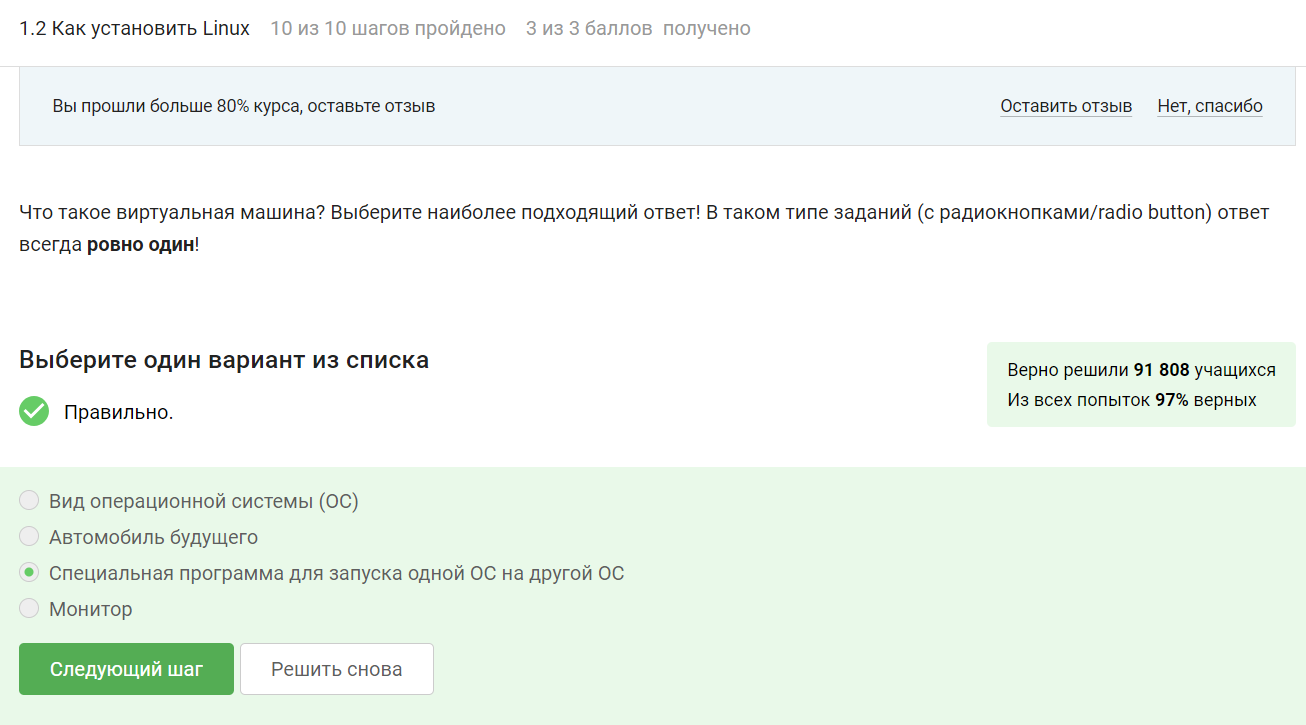 1.2 Как установить Linux 10 из 10 шагов пройдено 3 из 3 баллов получено
Вы прошли больше 80% курса, оставьте отзыв Оставить отзыв Нет, спасибо
Что такое виртуальная машина? Выберите наиболее подходящий ответ! В таком типе заданий (с радиокнопками/radio button) ответ
всегда ровно один!
Выберите один вариант из списка
Правильно.
Верно решили 91 808 учащихся
Из всех попыток 97% верных
Вид операционной системы (ОС)
Автомобиль будущего
Специальная программа для запуска одной ОС на другой ОС
Монитор
Следующий шаг Решить снова